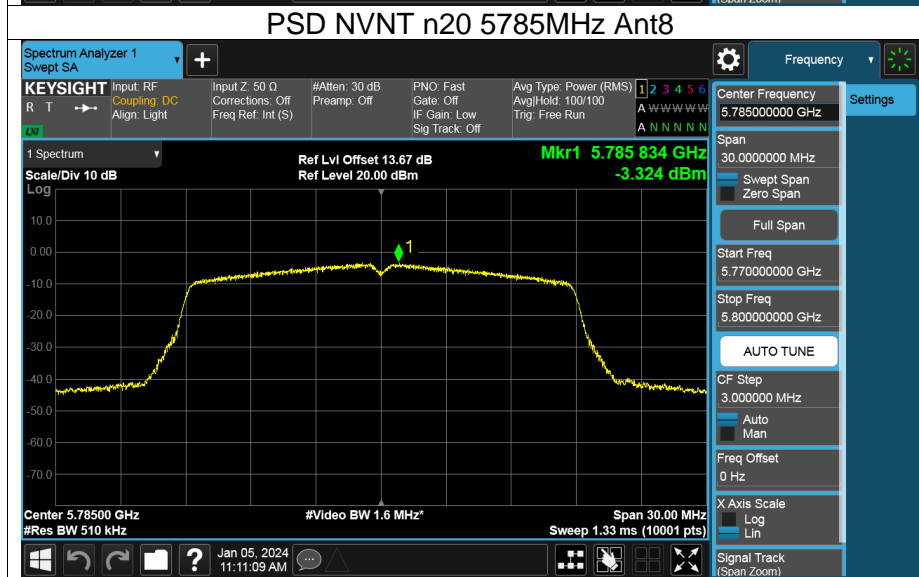 (Span Zoom)
PSD NVNT n20 5785MHz Ant8
Spectrum Analyzer 1
Swept SA
+
Frequency
KEYSIGHT
R T
LXI
Input: RF
Coupling: DC
Align: Light
Input Z: 50 Ω
Corrections: Off
Freq Ref: Int (S)
#Atten: 30 dB
Preamp: Off
PNO: Fast
Gate: Off
IF Gain: Low
Sig Track: Off
Avg Type: Power (RMS)
Avg|Hold: 100/100
Trig: Free Run
1 2 3 4 5 6
A W W W W W
A N N N N N
1 Spectrum
Scale/Div 10 dB
Log
Ref Lvl Offset 13.67 dB
Ref Level 20.00 dBm
Mkr1 5.785 834 GHz
-3.324 dBm
10.0
0.00
-10.0
-20.0
-30.0
-40.0
-50.0
-60.0
-70.0
1
Center 5.78500 GHz
#Res BW 510 kHz
#Video BW 1.6 MHz*
Span 30.00 MHz
Sweep 1.33 ms (10001 pts)
Center Frequency
5.785000000 GHz
Settings
Span
30.0000000 MHz
Swept Span
Zero Span
Full Span
Start Freq
5.770000000 GHz
Stop Freq
5.800000000 GHz
AUTO TUNE
CF Step
3.000000 MHz
Auto
Man
Freq Offset
0 Hz
X Axis Scale
Log
Lin
Signal Track
(Span Zoom)
?
Jan 05, 2024
11:11:09 AM